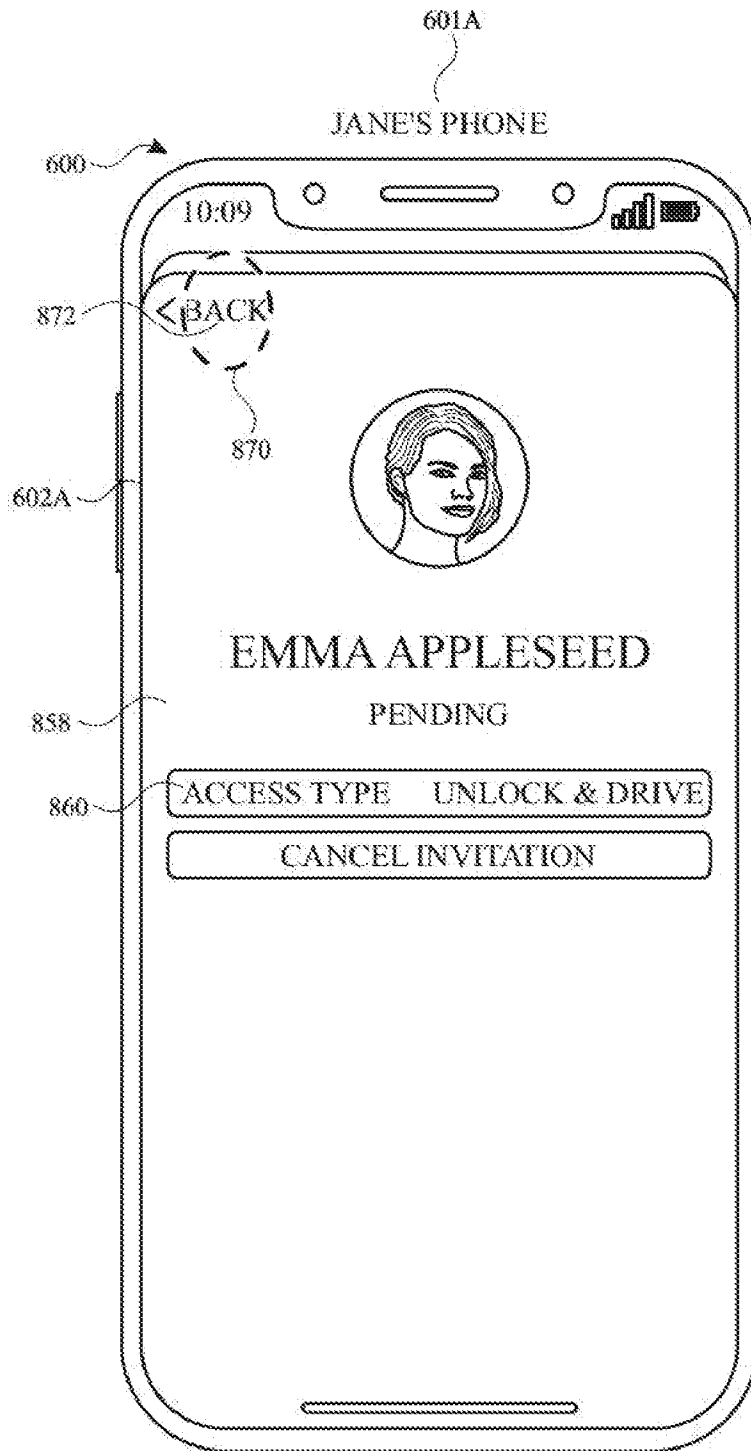 601A
JANE'S PHONE
600
10:09
< BACK
872
870
602A
EMMA APPLESEED
858
PENDING
860
ACCESS TYPE UNLOCK & DRIVE
CANCEL INVITATION